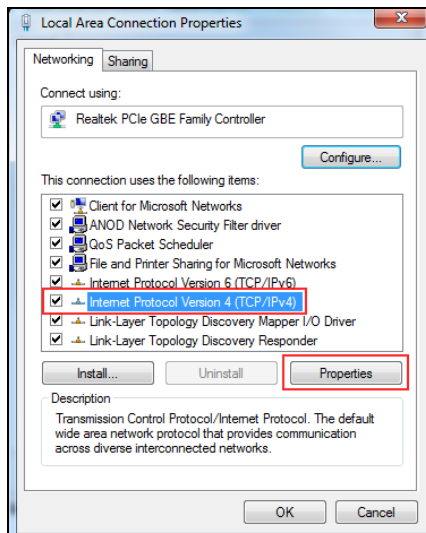 Local Area Connection Properties
Networking
Sharing
Connect using:
Realtek PCIe GBE Family Controller
Configure...
This connection uses the following items:
Client for Microsoft Networks
ANOD Network Security Filter driver
QoS Packet Scheduler
File and Printer Sharing for Microsoft Networks
Internet Protocol Version 6 (TCP/IPv6)
Internet Protocol Version 4 (TCP/IPv4)
Link-Layer Topology Discovery Mapper I/O Driver
Link-Layer Topology Discovery Responder
Install...
Uninstall
Properties
Description
Transmission Control Protocol/Internet Protocol. The default
wide area network protocol that provides communication
across diverse interconnected networks.
OK
Cancel